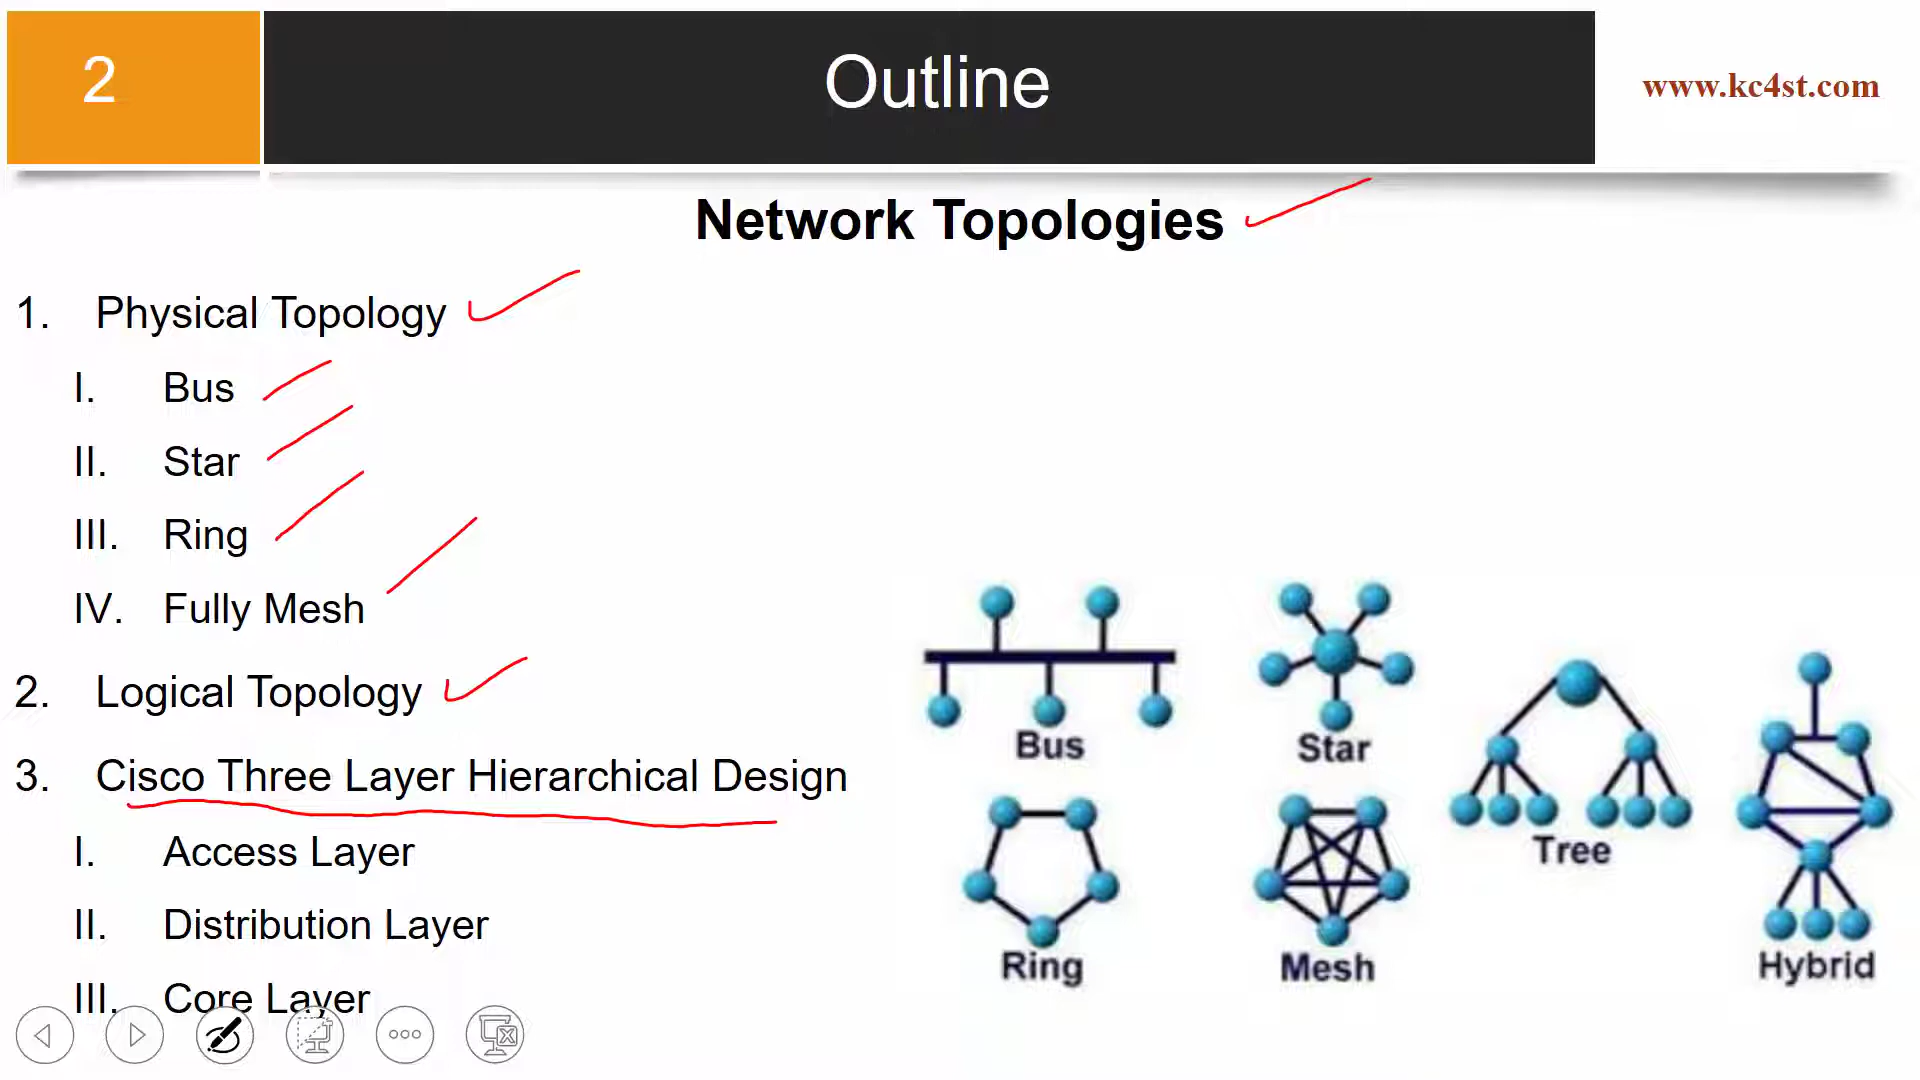 2
Outline
www.kc4st.com
Network Topologies
1. Physical Topology
I. Bus
II. Star
III. Ring
IV. Fully Mesh
2. Logical Topology
3. Cisco Three Layer Hierarchical Design
I. Access Layer
II. Distribution Layer
III. Core Layer
Bus
Star
Tree
Ring
Mesh
Hybrid